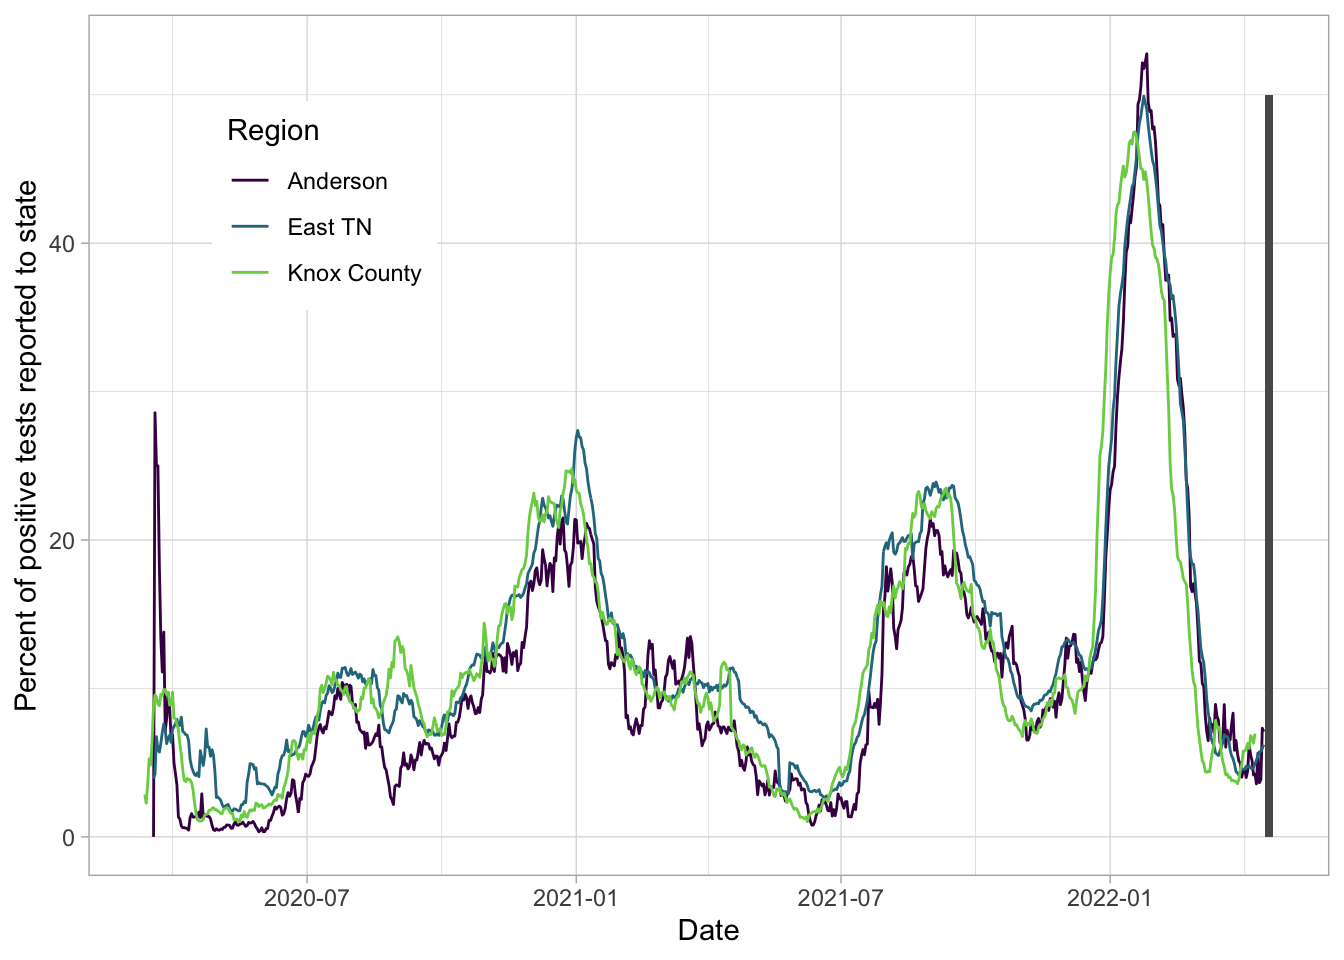 Percent of positive tests reported to state
Region
Anderson
East TN
Knox County
40
20
0
2020-07
2021-01
2021-07
2022-01
Date